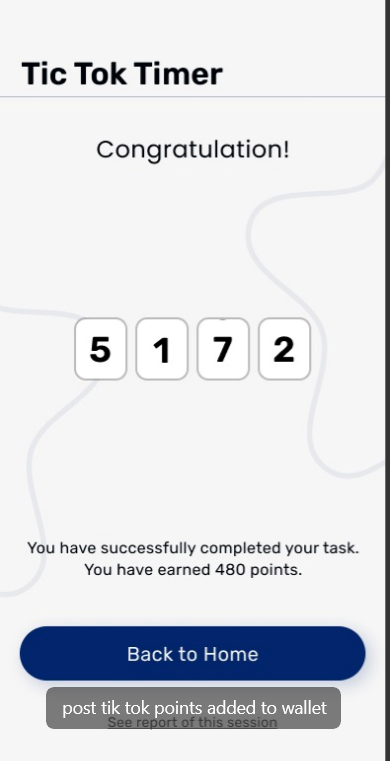 Tic Tok Timer
Congratulation!
5 1 7 2
You have successfully completed your task.
You have earned 480 points.
Back to Home
post tik tok points added to wallet
See report of this session